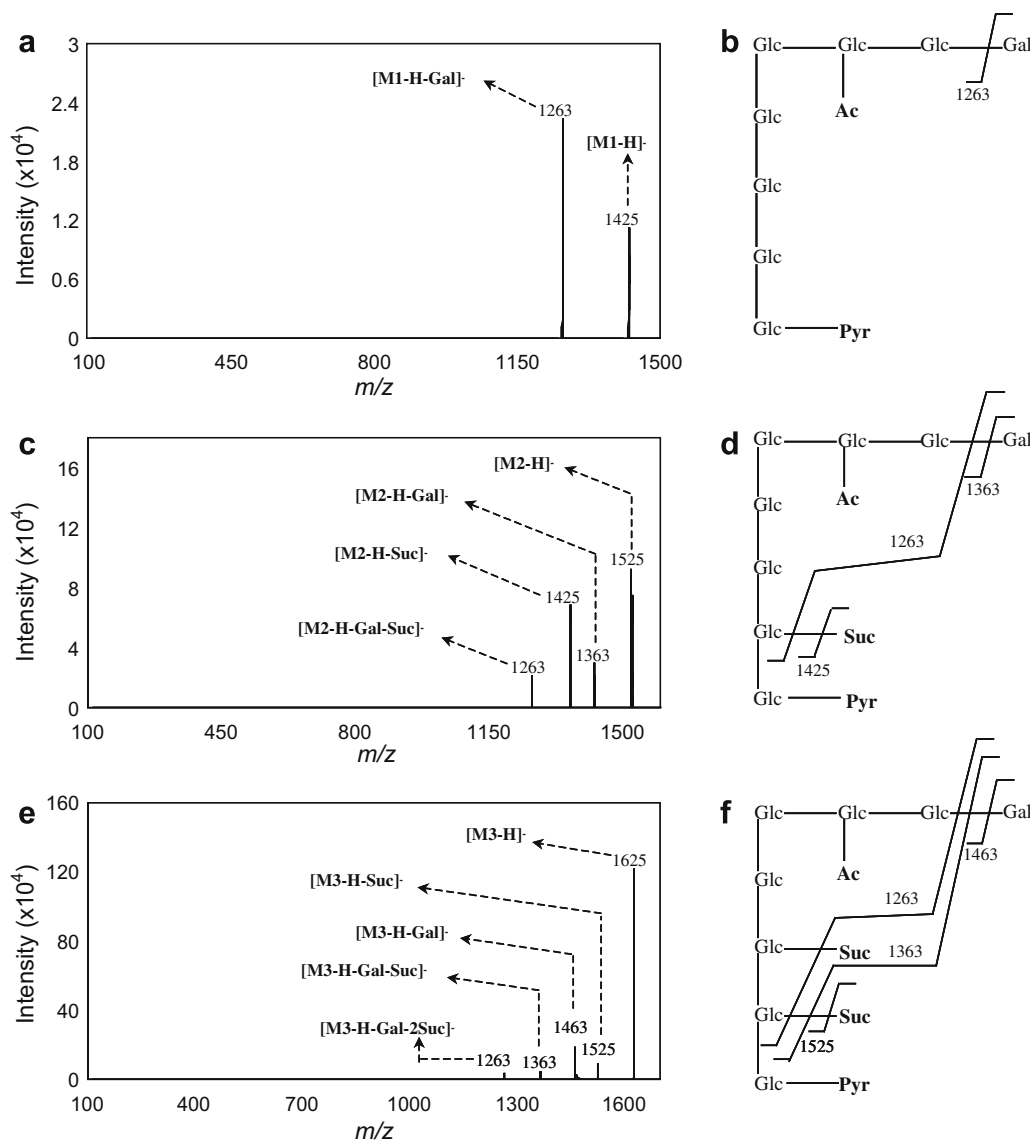 a
3
2.4
1.8
1.2
0.6
0
Intensity (x10⁴)
[M1-H-Gal]-
1263
[M1-H]-
1425
100 450 800 1150 1500
m/z
b
Glc Glc Glc Gal
1263
Glc
Ac
Glc
Glc
Glc Pyr
c
16
12
8
4
0
Intensity (x10⁴)
[M2-H]-
[M2-H-Gal]-
[M2-H-Suc]-
1525
1425
[M2-H-Gal-Suc]-
1363
1263
100 450 800 1150 1500
m/z
d
Glc Glc Glc Gal
1363
Glc
Ac
1263
Glc
Glc Suc
1425
Glc Pyr
e
160
120
80
40
0
Intensity (x10⁴)
[M3-H]-
1625
[M3-H-Suc]-
[M3-H-Gal]-
[M3-H-Gal-Suc]-
[M3-H-Gal-2Suc]-
1463
1525
1263
1363
100 400 700 1000 1300 1600
m/z
f
Glc Glc Glc Gal
1463
Glc
Ac
1263
Glc Suc
1363
Glc Suc
1525
Glc Pyr